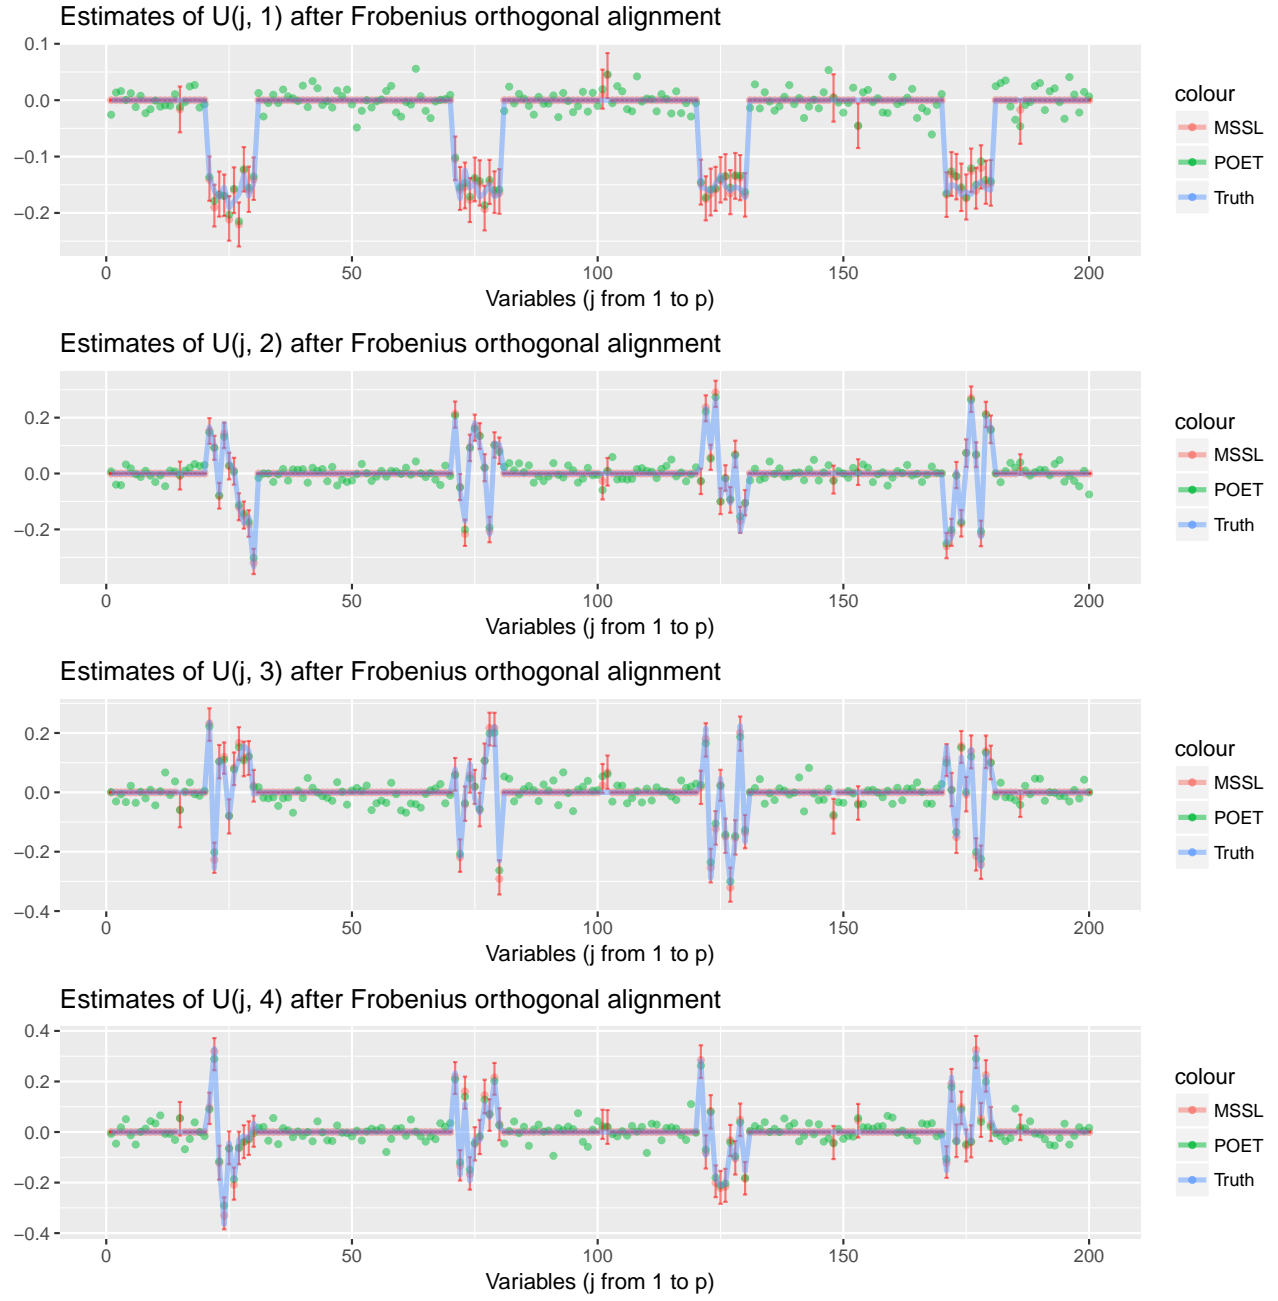 Estimates of U(j, 1) after Frobenius orthogonal alignment
0.1
0.0
−0.1
−0.2
0 50 100 150 200
Variables (j from 1 to p)
colour
MSSL
POET
Truth
Estimates of U(j, 2) after Frobenius orthogonal alignment
0.2
0.0
−0.2
0 50 100 150 200
Variables (j from 1 to p)
colour
MSSL
POET
Truth
Estimates of U(j, 3) after Frobenius orthogonal alignment
0.2
0.0
−0.2
−0.4
0 50 100 150 200
Variables (j from 1 to p)
colour
MSSL
POET
Truth
Estimates of U(j, 4) after Frobenius orthogonal alignment
0.4
0.2
0.0
−0.2
−0.4
0 50 100 150 200
Variables (j from 1 to p)
colour
MSSL
POET
Truth